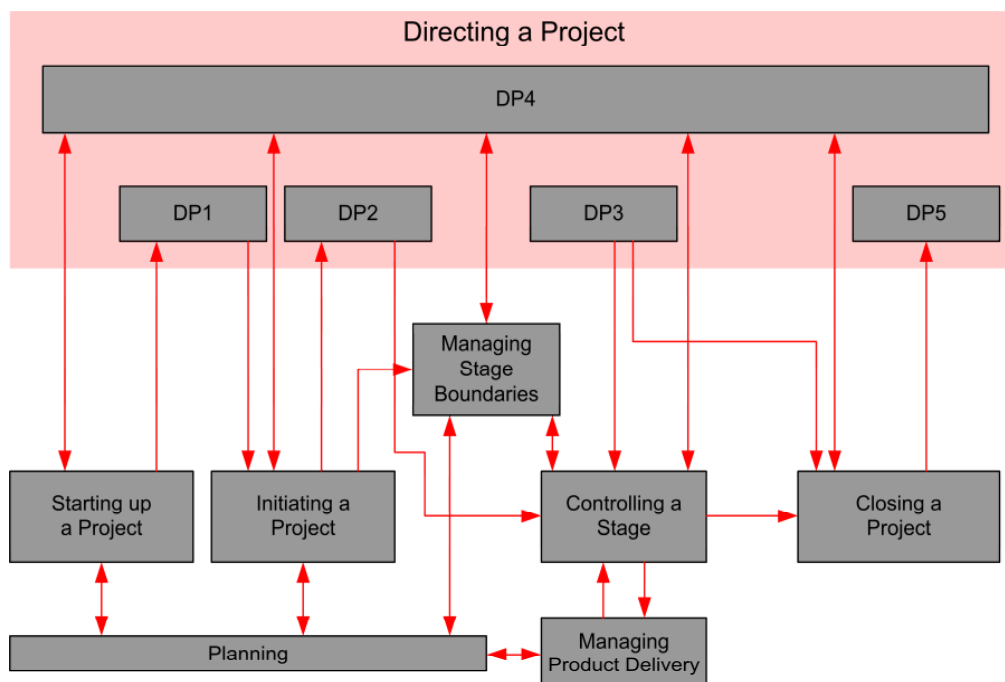 Directing a Project
DP4
DP1
DP2
DP3
DP5
Managing
Stage
Boundaries
Starting up
a Project
Initiating a
Project
Controlling a
Stage
Closing a
Project
Planning
Managing
Product Delivery